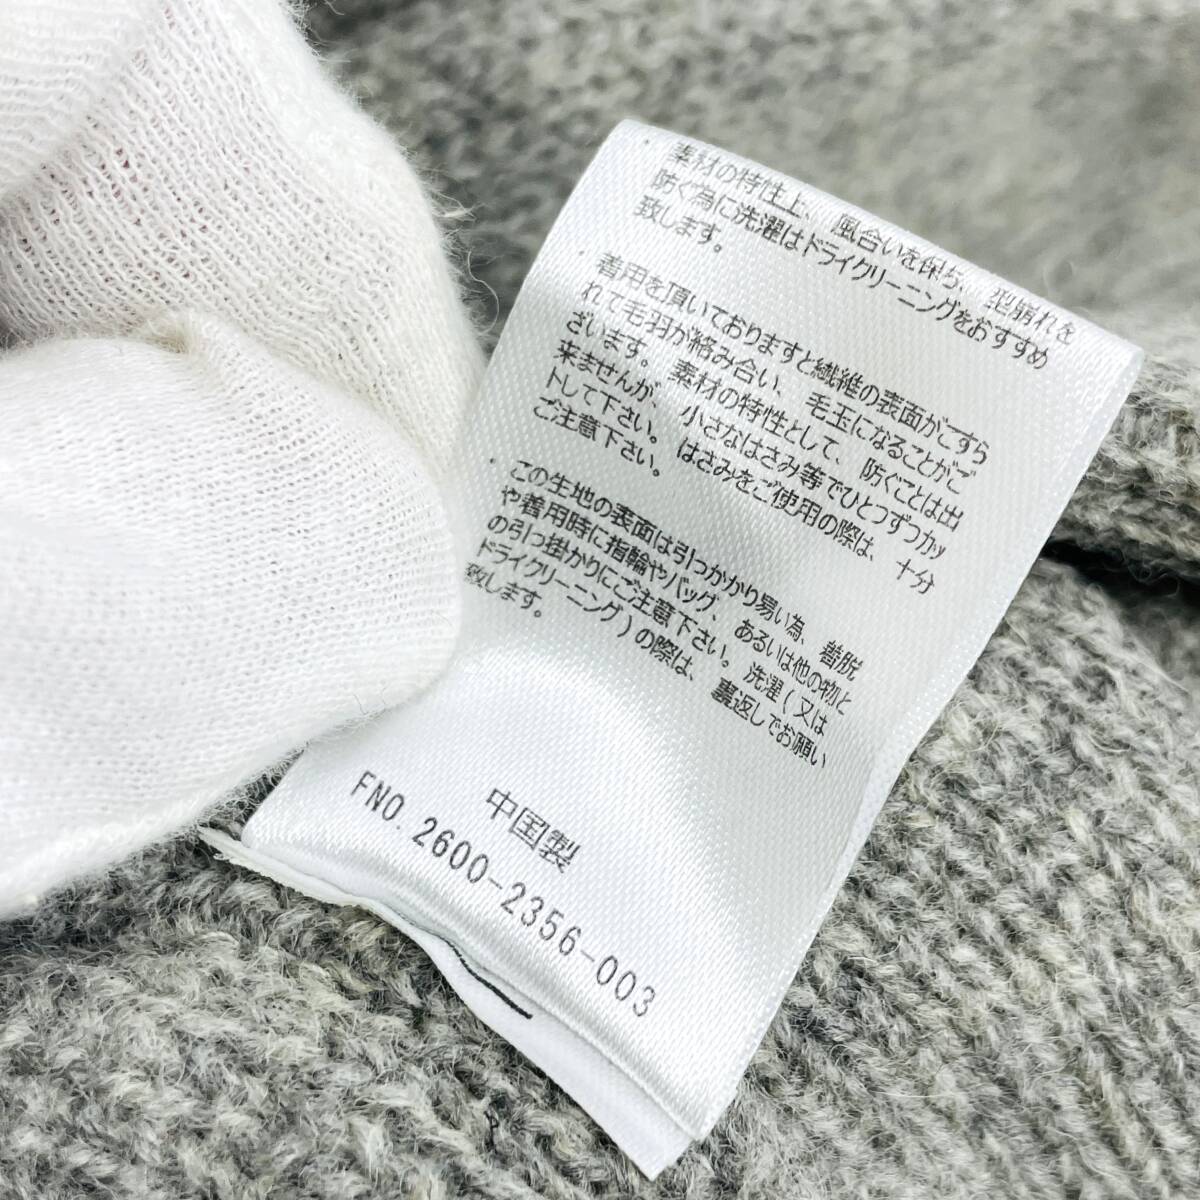 ・素材の特性上、風合いを保ち、型崩れを
防ぐ為に洗濯はドライクリーニングをおすすめ
致します。
・着用を頂いておりますと繊維の表面がこすら
れて毛羽が絡み合い、毛玉になることがご
ざいます。素材の特性として、防ぐことは出
来ませんが、小さなはさみ等でひとつずつカッ
トして下さい。はさみをご使用の際は、十分
ご注意下さい。
・この生地の表面は引っかかり易い為、着脱
や着用時に指輪やバッグ、あるいは他の物と
の引っ掛かりにご注意下さい。洗濯(又は
ドライクリーニング)の際は、裏返しでお願い
致します。
中国製
FNO. 2600-2356-003